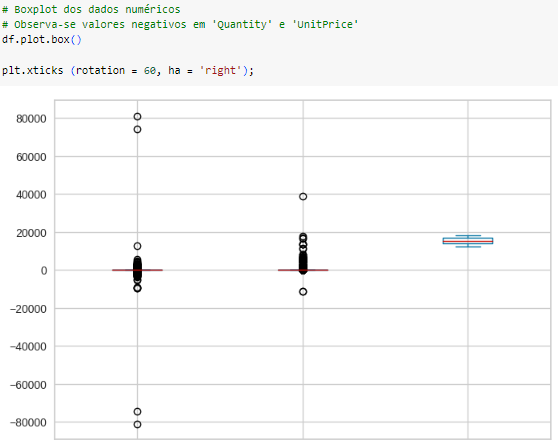 # Boxplot dos dados numéricos
# Observa-se valores negativos em 'Quantity' e 'UnitPrice'
df.plot.box()
plt.xticks (rotation = 60, ha = 'right');
80000
60000
40000
20000
0
−20000
−40000
−60000
−80000